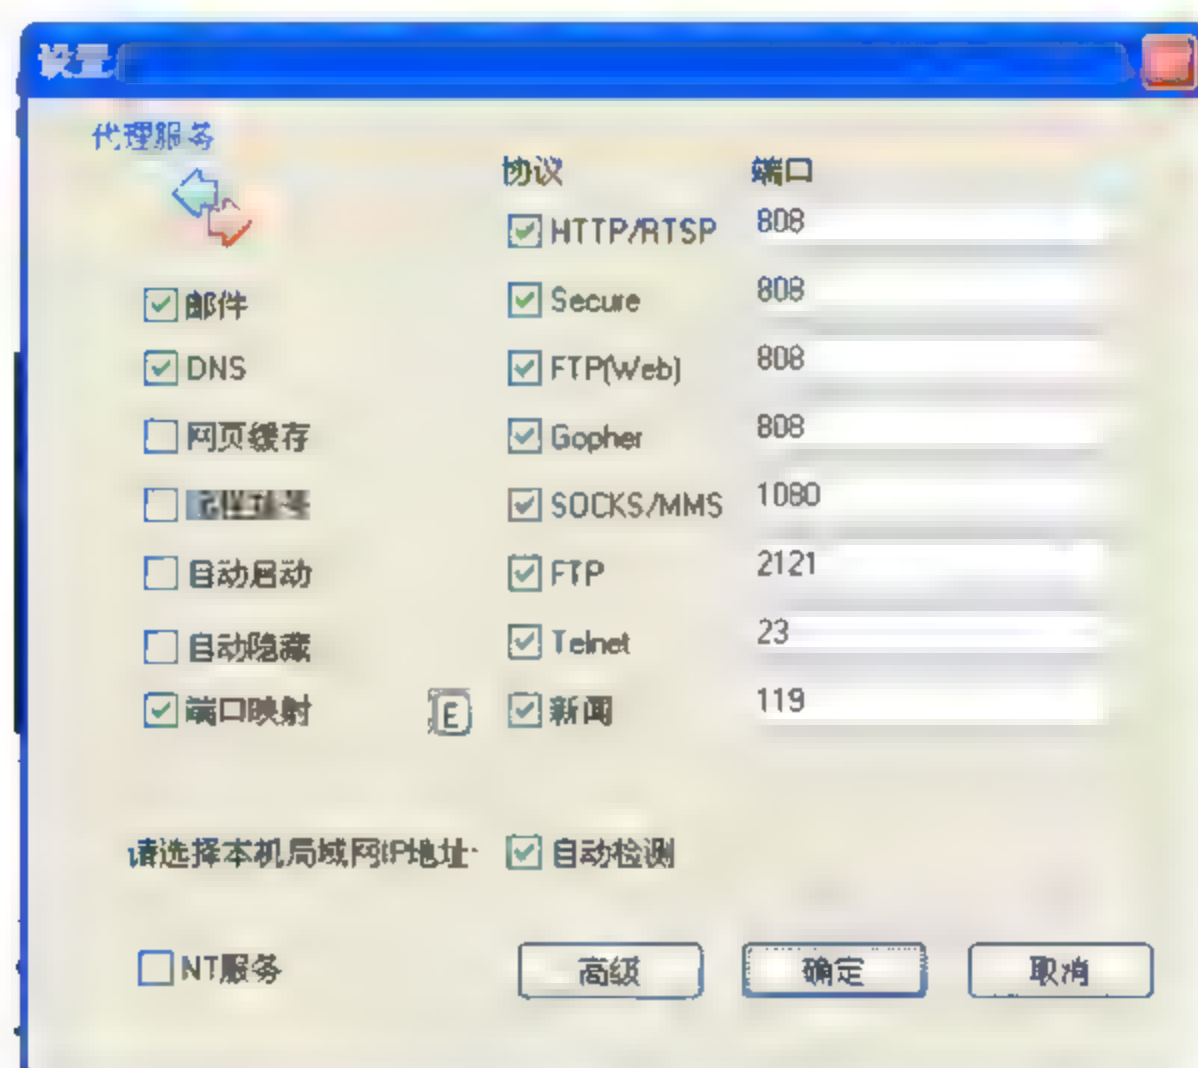 设置
代理服务
协议 端口
HTTP/RTSP 808
邮件 Secure 808
DNS FTP(Web) 808
网页缓存 Gopher 808
SOCKS/MMS 1080
自动启动 FTP 2121
自动隐藏 Telnet 23
端口映射 E 新闻 119
请选择本机局域网IP地址 自动检测
NT服务 高级 确定 取消